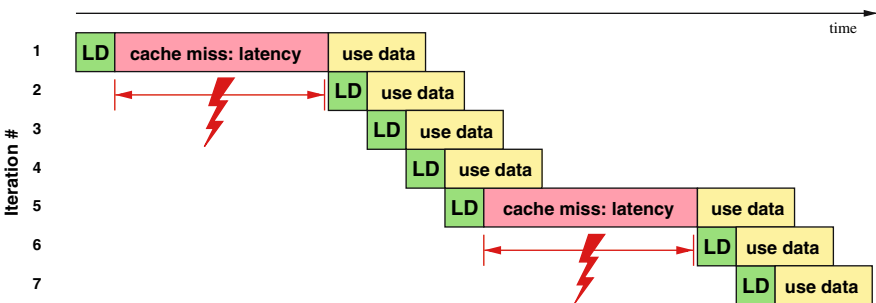 time
1 LD cache miss: latency use data
2 LD use data
3 LD use data
4 LD use data
5 LD cache miss: latency use data
6 LD use data
7 LD use data
Iteration #